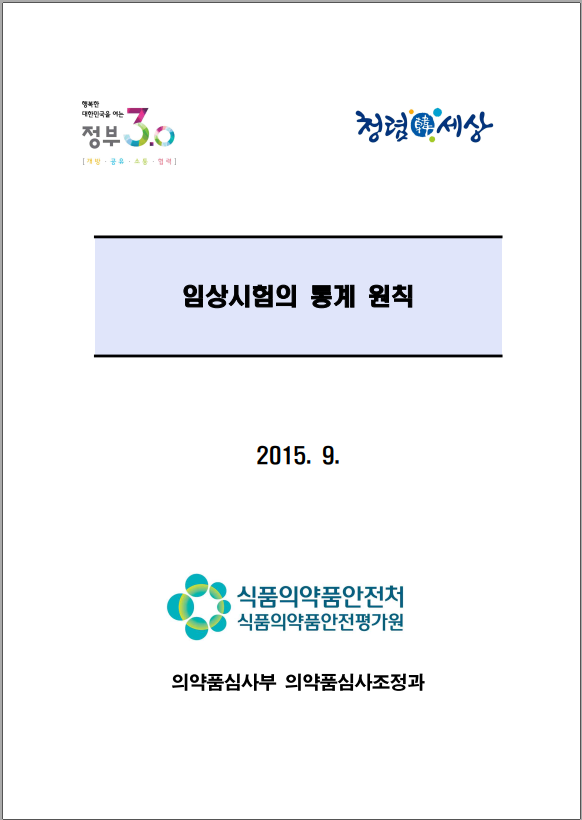 행복한
대한민국을 여는
정부3.0
[개방·공유·소통·협력]
청렴韓세상
임상시험의 통계 원칙
2015. 9.
식품의약품안전처
식품의약품안전평가원
의약품심사부 의약품심사조정과